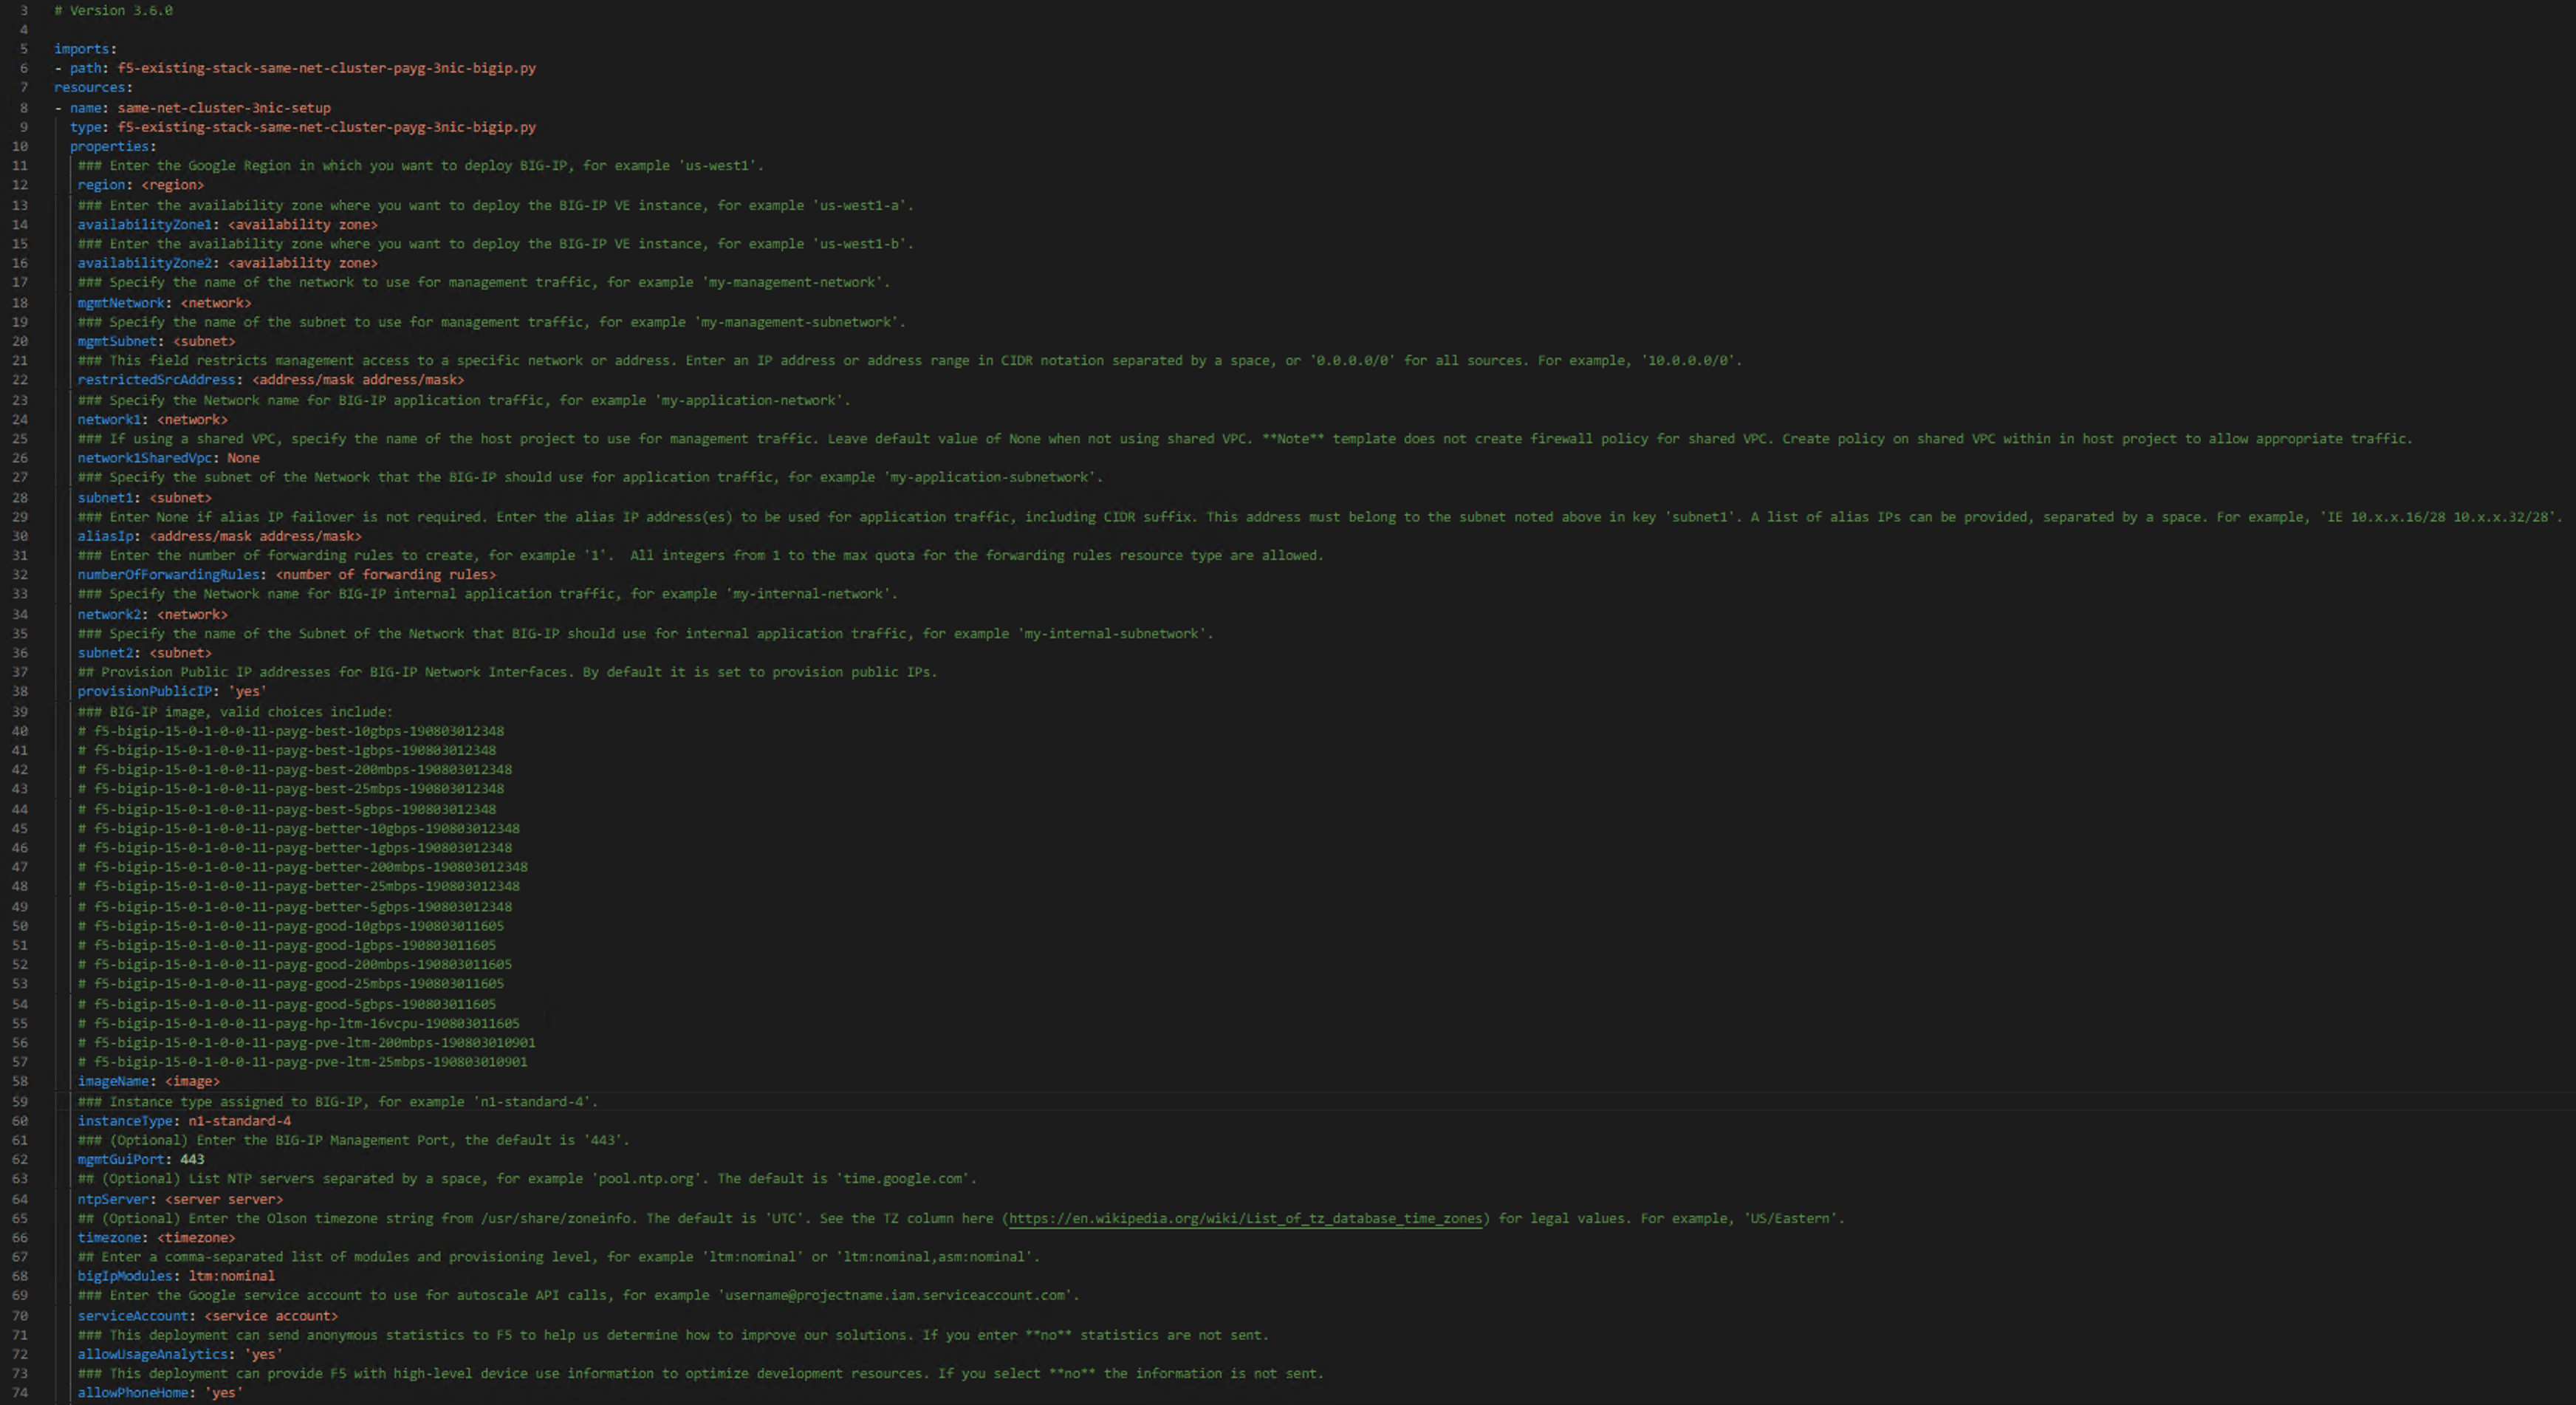 3 # Version 3.6.0
4
5 imports:
6 - path: f5-existing-stack-same-net-cluster-payg-3nic-bigip.py
7 resources:
8 - name: same-net-cluster-3nic-setup
9 type: f5-existing-stack-same-net-cluster-payg-3nic-bigip.py
10 properties:
11 ### Enter the Google Region in which you want to deploy BIG-IP, for example 'us-west1'.
12 region: <region>
13 ### Enter the availability zone where you want to deploy the BIG-IP VE instance, for example 'us-west1-a'.
14 availabilityZone1: <availability zone>
15 ### Enter the availability zone where you want to deploy the BIG-IP VE instance, for example 'us-west1-b'.
16 availabilityZone2: <availability zone>
17 ### Specify the name of the network to use for management traffic, for example 'my-management-network'.
18 mgmtNetwork: <network>
19 ### Specify the name of the subnet to use for management traffic, for example 'my-management-subnetwork'.
20 mgmtSubnet: <subnet>
21 ### This field restricts management access to a specific network or address. Enter an IP address or address range in CIDR notation separated by a space, or '0.0.0.0/0' for all sources. For example, '10.0.0.0/0'.
22 restrictedSrcAddress: <address/mask address/mask>
23 ### Specify the Network name for BIG-IP application traffic, for example 'my-application-network'.
24 network1: <network>
25 ### If using a shared VPC, specify the name of the host project to use for management traffic. Leave default value of None when not using shared VPC. **Note** template does not create firewall policy for shared VPC. Create policy on shared VPC within in host project to allow appropriate traffic.
26 network1SharedVpc: None
27 ### Specify the subnet of the Network that the BIG-IP should use for application traffic, for example 'my-application-subnetwork'.
28 subnet1: <subnet>
29 ### Enter None if alias IP failover is not required. Enter the alias IP address(es) to be used for application traffic, including CIDR suffix. This address must belong to the subnet noted above in key 'subnet1'. A list of alias IPs can be provided, separated by a space. For example, 'IE 10.x.x.16/28 10.x.x.32/28'.
30 aliasIp: <address/mask address/mask>
31 ### Enter the number of forwarding rules to create, for example '1'.  All integers from 1 to the max quota for the forwarding rules resource type are allowed.
32 numberOfForwardingRules: <number of forwarding rules>
33 ### Specify the Network name for BIG-IP internal application traffic, for example 'my-internal-network'.
34 network2: <network>
35 ### Specify the name of the Subnet of the Network that BIG-IP should use for internal application traffic, for example 'my-internal-subnetwork'.
36 subnet2: <subnet>
37 ## Provision Public IP addresses for BIG-IP Network Interfaces. By default it is set to provision public IPs.
38 provisionPublicIP: 'yes'
39 ### BIG-IP image, valid choices include:
40 # f5-bigip-15-0-1-0-0-11-payg-best-10gbps-190803012348
41 # f5-bigip-15-0-1-0-0-11-payg-best-1gbps-190803012348
42 # f5-bigip-15-0-1-0-0-11-payg-best-200mbps-190803012348
43 # f5-bigip-15-0-1-0-0-11-payg-best-25mbps-190803012348
44 # f5-bigip-15-0-1-0-0-11-payg-best-5gbps-190803012348
45 # f5-bigip-15-0-1-0-0-11-payg-better-10gbps-190803012348
46 # f5-bigip-15-0-1-0-0-11-payg-better-1gbps-190803012348
47 # f5-bigip-15-0-1-0-0-11-payg-better-200mbps-190803012348
48 # f5-bigip-15-0-1-0-0-11-payg-better-25mbps-190803012348
49 # f5-bigip-15-0-1-0-0-11-payg-better-5gbps-190803012348
50 # f5-bigip-15-0-1-0-0-11-payg-good-10gbps-190803011605
51 # f5-bigip-15-0-1-0-0-11-payg-good-1gbps-190803011605
52 # f5-bigip-15-0-1-0-0-11-payg-good-200mbps-190803011605
53 # f5-bigip-15-0-1-0-0-11-payg-good-25mbps-190803011605
54 # f5-bigip-15-0-1-0-0-11-payg-good-5gbps-190803011605
55 # f5-bigip-15-0-1-0-0-11-payg-hp-ltm-16vcpu-190803011605
56 # f5-bigip-15-0-1-0-0-11-payg-pve-ltm-200mbps-190803010901
57 # f5-bigip-15-0-1-0-0-11-payg-pve-ltm-25mbps-190803010901
58 imageName: <image>
59 ### Instance type assigned to BIG-IP, for example 'n1-standard-4'.
60 instanceType: n1-standard-4
61 ### (Optional) Enter the BIG-IP Management Port, the default is '443'.
62 mgmtGuiPort: 443
63 ## (Optional) List NTP servers separated by a space, for example 'pool.ntp.org'. The default is 'time.google.com'.
64 ntpServer: <server server>
65 ## (Optional) Enter the Olson timezone string from /usr/share/zoneinfo. The default is 'UTC'. See the TZ column here (https://en.wikipedia.org/wiki/List_of_tz_database_time_zones) for legal values. For example, 'US/Eastern'.
66 timezone: <timezone>
67 ## Enter a comma-separated list of modules and provisioning level, for example 'ltm:nominal' or 'ltm:nominal,asm:nominal'.
68 bigIpModules: ltm:nominal
69 ### Enter the Google service account to use for autoscale API calls, for example 'username@projectname.iam.serviceaccount.com'.
70 serviceAccount: <service account>
71 ### This deployment can send anonymous statistics to F5 to help us determine how to improve our solutions. If you enter **no** statistics are not sent.
72 allowUsageAnalytics: 'yes'
73 ### This deployment can provide F5 with high-level device use information to optimize development resources. If you select **no** the information is not sent.
74 allowPhoneHome: 'yes'